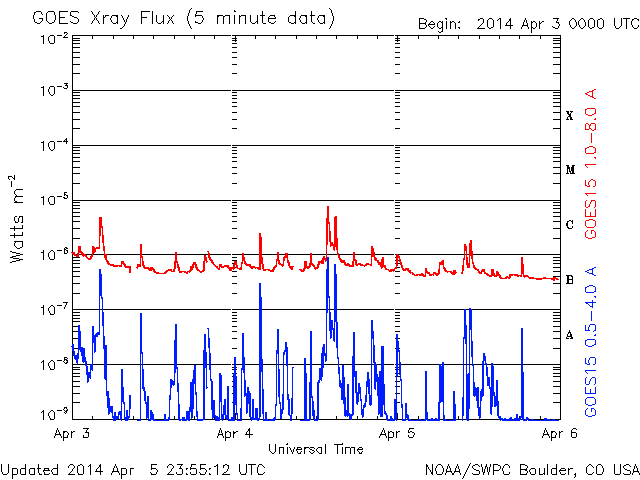 GOES Xray Flux (5 minute data)
Begin: 2014 Apr 3 0000 UTC
10⁻²
10⁻³
10⁻⁴
10⁻⁵
10⁻⁶
10⁻⁷
10⁻⁸
10⁻⁹
Watts m⁻²
X
M
C
B
A
GOES15 1.0-8.0 A
GOES15 0.5-4.0 A
Apr 3
Apr 4
Apr 5
Apr 6
Universal Time
Updated 2014 Apr 5 23:55:12 UTC
NOAA/SWPC Boulder, CO USA